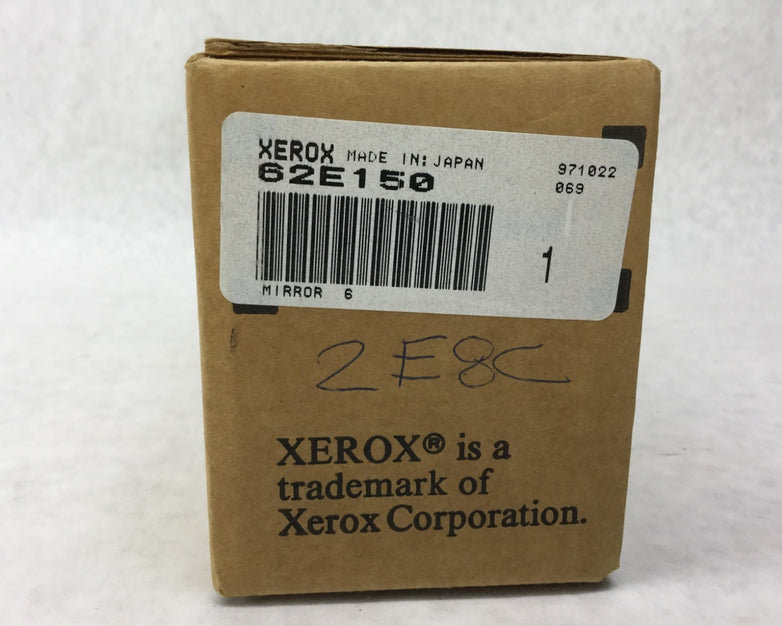 XEROX MADE IN: JAPAN 971022
62E150 069
1
MIRROR 6
2E8C
XEROX® is a
trademark of
Xerox Corporation.